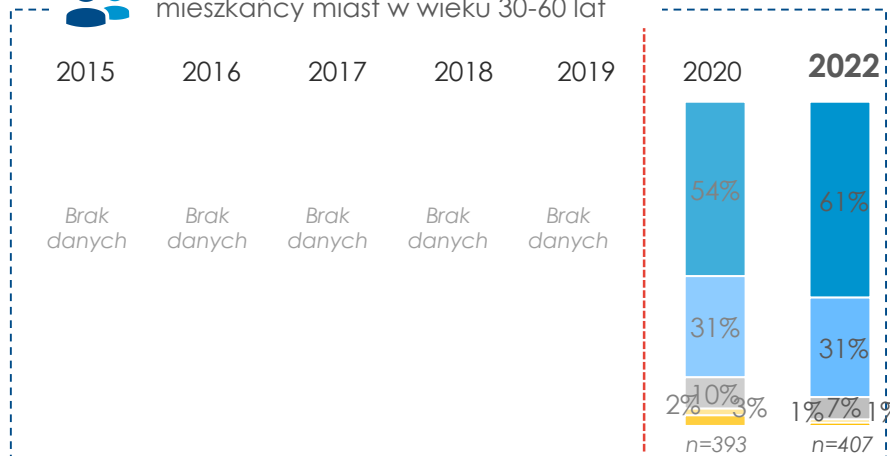 mieszkańcy miast w wieku 30-60 lat
2015 2016 2017 2018 2019 2020 2022
54% 61%
Brak Brak Brak Brak Brak
danych danych danych danych danych
31% 31%
10% 7%
2% 3% 1% 1%
n=393 n=407